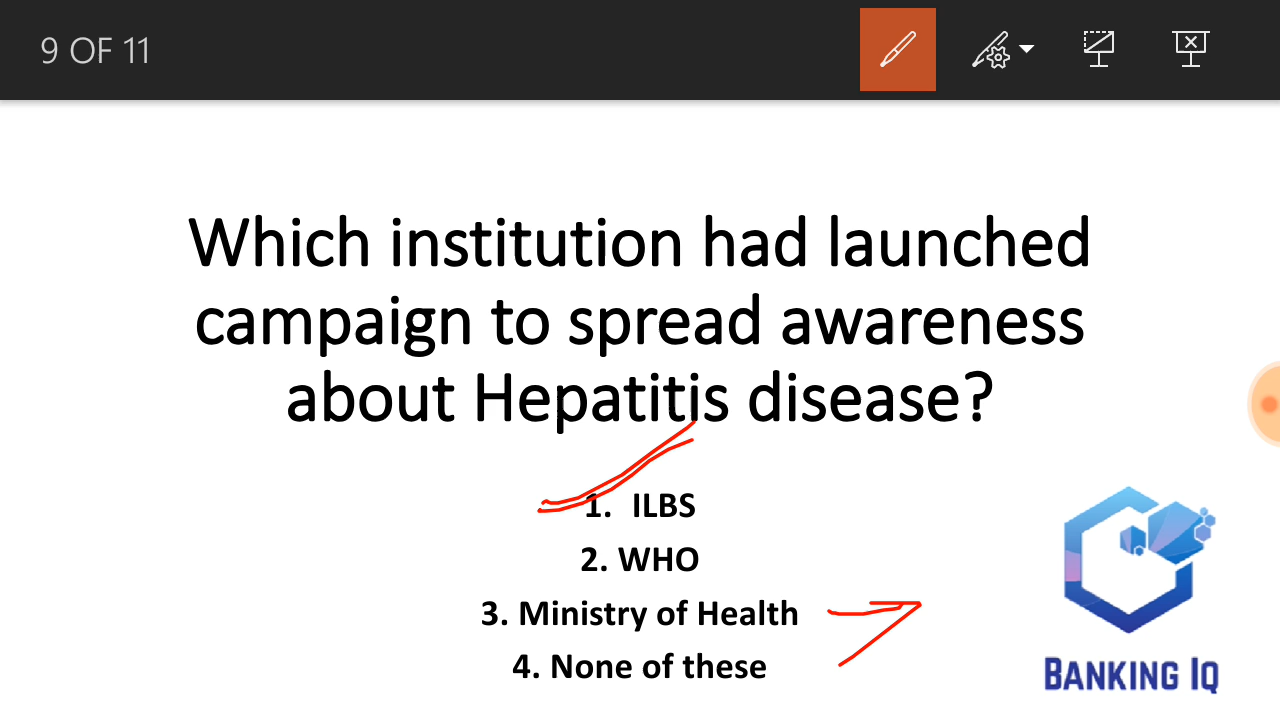 9 OF 11
Which institution had launched
campaign to spread awareness
about Hepatitis disease?
1. ILBS
2. WHO
3. Ministry of Health
4. None of these
BANKING IQ